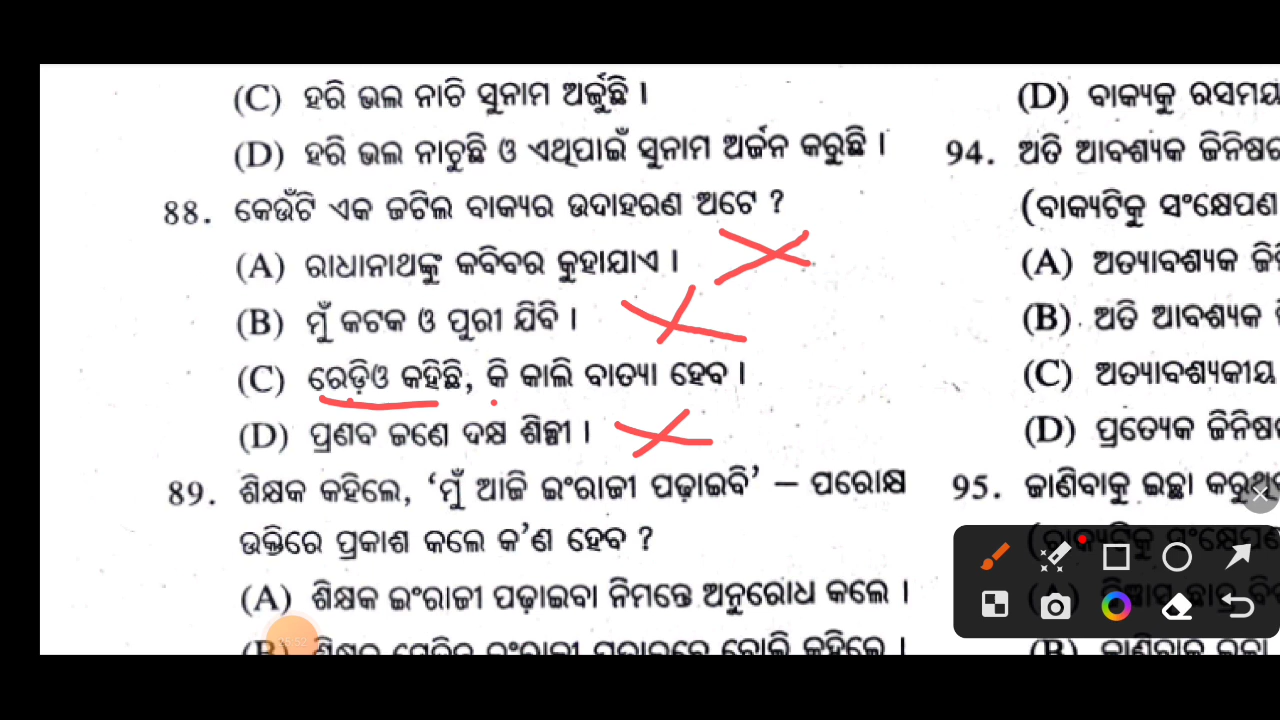 (C) ହରି ଭଲ ନାଚି ସୁନାମ ଅର୍ଜୁଛି ।
(D) ହରି ଭଲ ନାଚୁଛି ଓ ଏଥିପାଇଁ ସୁନାମ ଅର୍ଜନ କରୁଛି ।
88. କେଉଁଟି ଏକ ଜଟିଲ ବାକ୍ୟର ଉଦାହରଣ ଅଟେ ?
(A) ରାଧାନାଥଙ୍କୁ କବିବର କୁହାଯାଏ ।
(B) ମୁଁ କଟକ ଓ ପୁରୀ ଯିବି ।
(C) ରେଡ଼ିଓ କହିଛି, କି କାଲି ବାତ୍ୟା ହେବ ।
(D) ପ୍ରଣବ ଜଣେ ଦକ୍ଷ ଶିଳ୍ପୀ ।
89. ଶିକ୍ଷକ କହିଲେ, ‘ମୁଁ ଆଜି ଇଂରାଜୀ ପଢ଼ାଇବି’ – ପରୋକ୍ଷ
ଉକ୍ତିରେ ପ୍ରକାଶ କଲେ କ’ଣ ହେବ ?
(A) ଶିକ୍ଷକ ଇଂରାଜୀ ପଢ଼ାଇବା ନିମନ୍ତେ ଅନୁରୋଧ କଲେ ।
(D) ବାକ୍ୟକୁ
94. ଅତି ଆବଶ୍ୟକ
(ବାକ୍ୟଟିକୁ ସଂକ୍ଷେପଣ
(A) ଅତ୍ୟାବଶ୍ୟକ
(B) ଅତି ଆବଶ୍ୟକ
(C) ଅତ୍ୟାବଶ୍ୟକୀୟ
(D) ପ୍ରତ୍ୟେକ
95. ଜାଣିବାକୁ ଇଚ୍ଛା